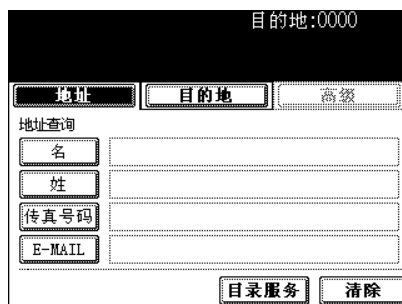 目的地:0000
地址 目的地 高级
地址查询
名
姓
传真号码
E-MAIL
目录服务 清除